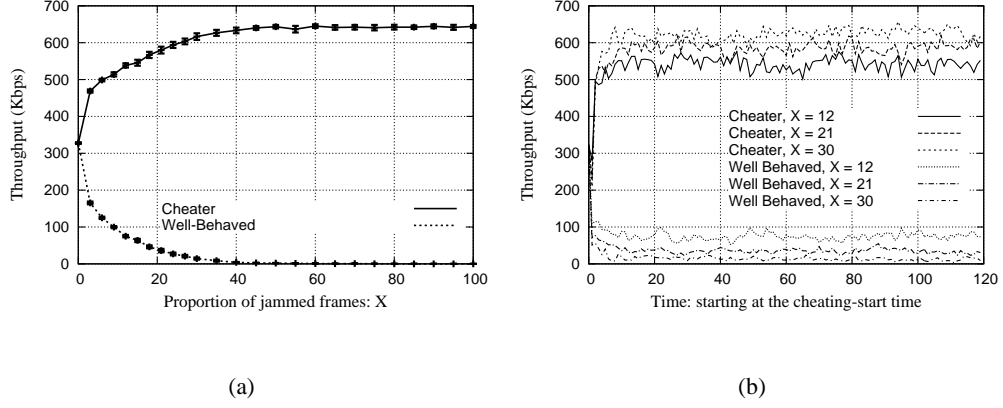 700
600
500
400
300
200
100
0
Throughput (Kbps)
Cheater
Well-Behaved
0 20 40 60 80 100
Proportion of jammed frames: X
(a)
700
600
500
400
300
200
100
0
Throughput (Kbps)
Cheater, X = 12
Cheater, X = 21
Cheater, X = 30
Well Behaved, X = 12
Well Behaved, X = 21
Well Behaved, X = 30
0 20 40 60 80 100 120
Time: starting at the cheating-start time
(b)